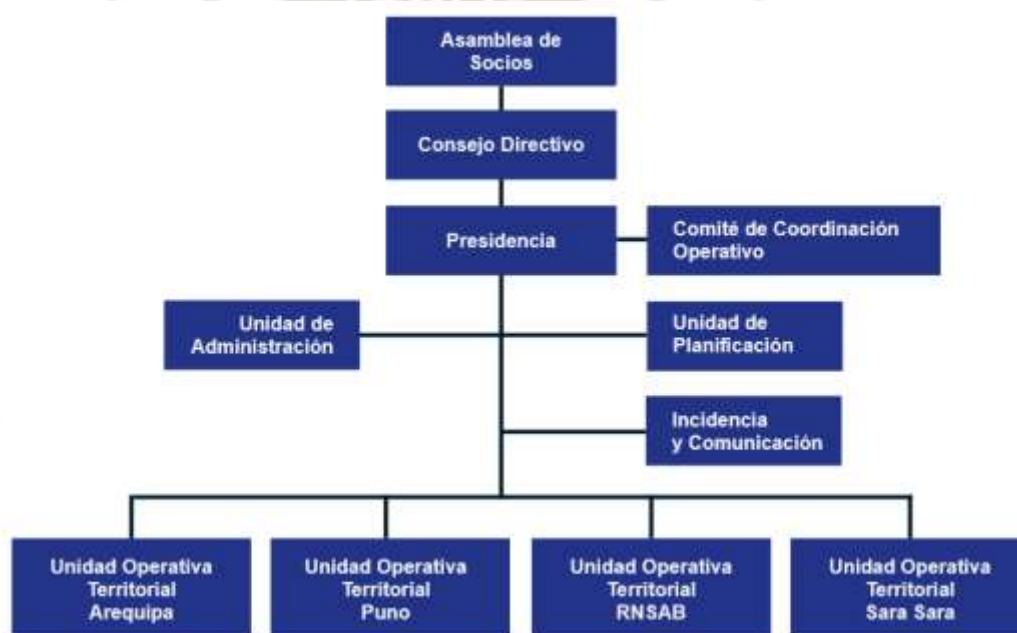 Asamblea de
Socios
Consejo Directivo
Presidencia
Comité de Coordinación
Operativo
Unidad de
Administración
Unidad de
Planificación
Incidencia
y Comunicación
Unidad Operativa
Territorial
Arequipa
Unidad Operativa
Territorial
Puno
Unidad Operativa
Territorial
RNSAB
Unidad Operativa
Territorial
Sara Sara